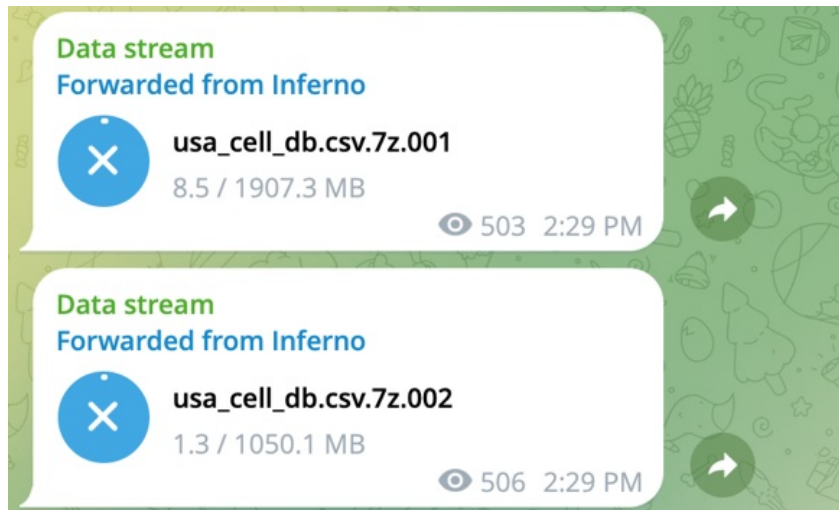 Data stream
Forwarded from Inferno
usa_cell_db.csv.7z.001
8.5 / 1907.3 MB
503 2:29 PM
Data stream
Forwarded from Inferno
usa_cell_db.csv.7z.002
1.3 / 1050.1 MB
506 2:29 PM